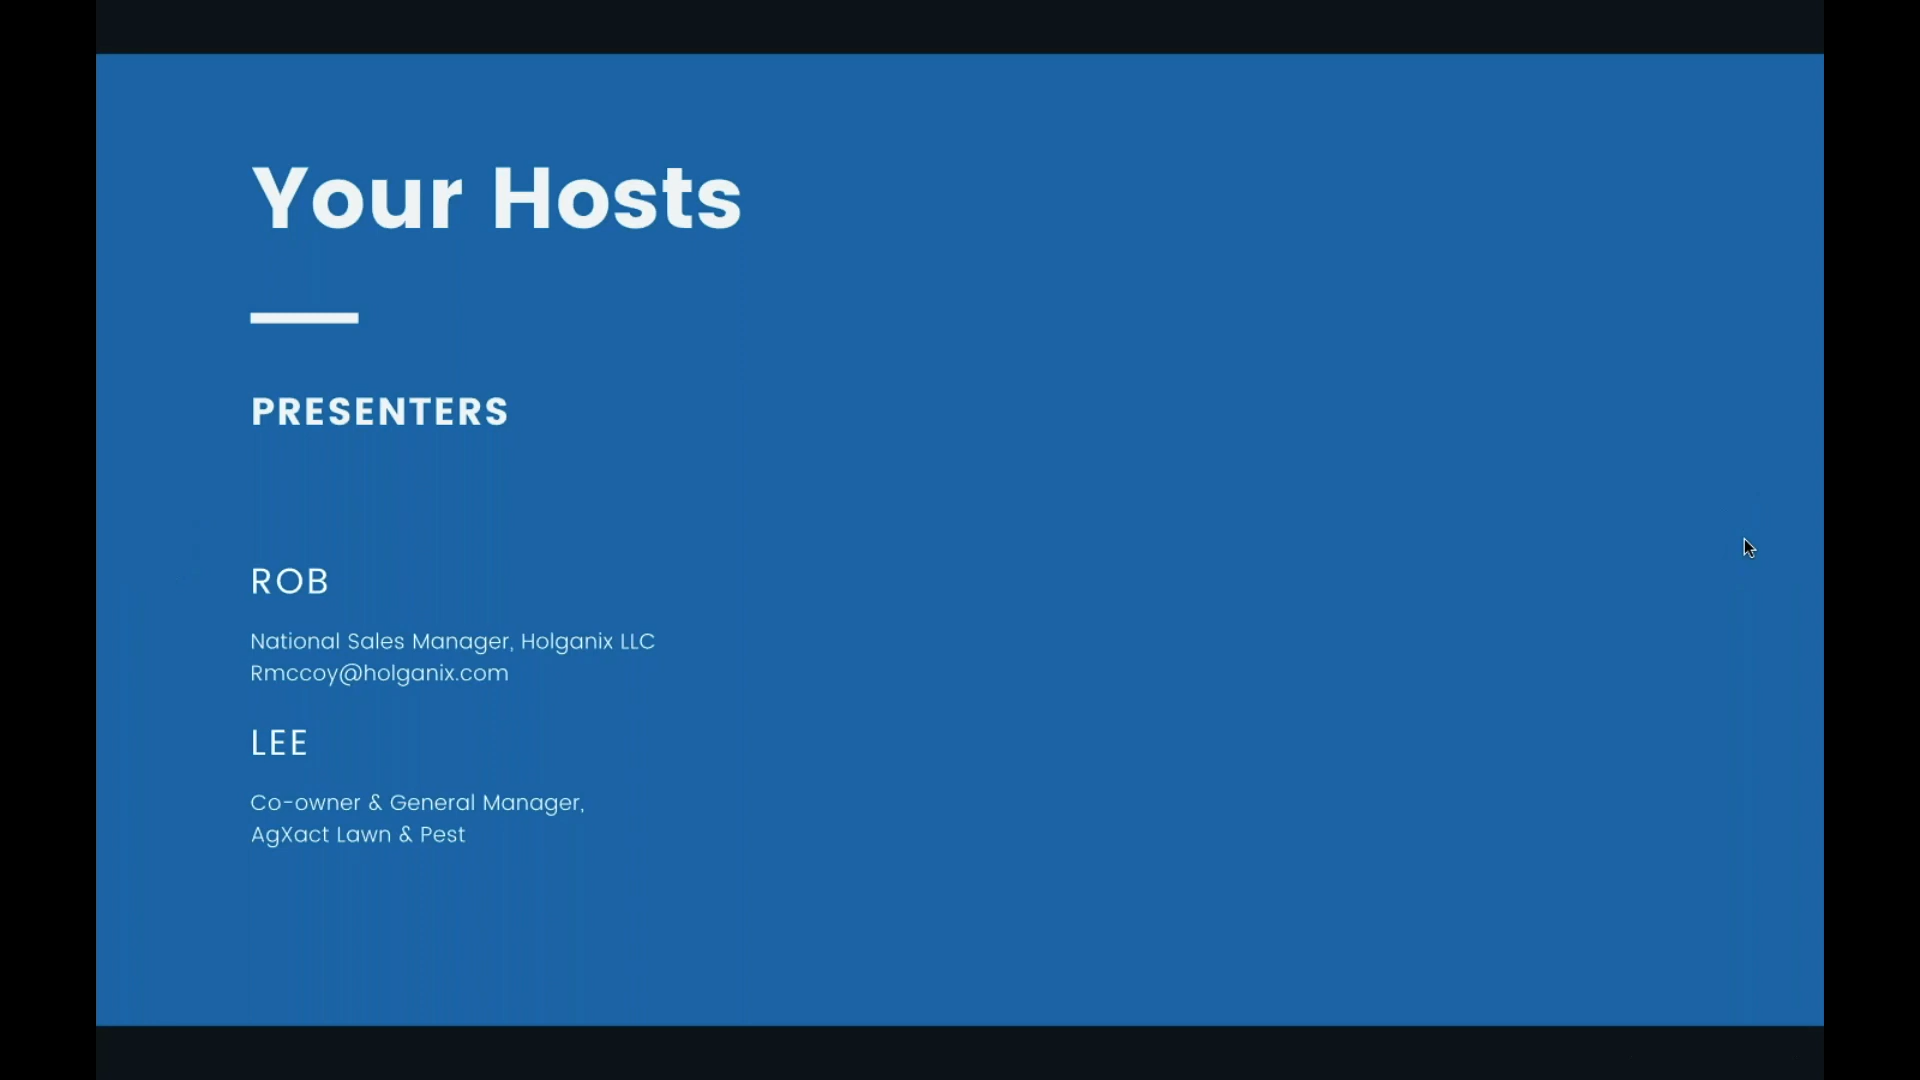 Your Hosts
PRESENTERS
ROB
National Sales Manager, Holganix LLC
Rmccoy@holganix.com
LEE
Co-owner & General Manager,
AgXact Lawn & Pest